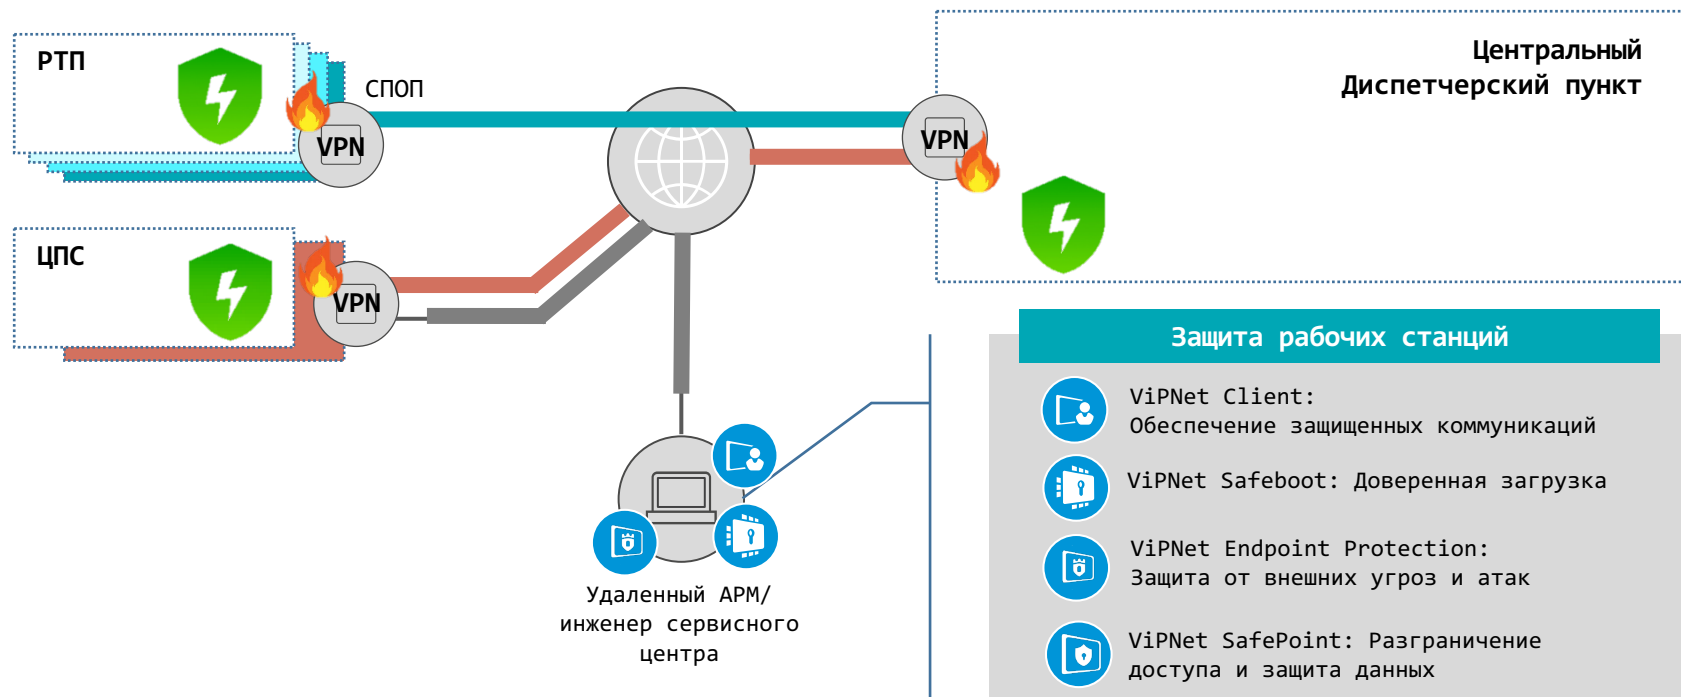 РТП
СПОП
VPN
Центральный
Диспетчерский пункт
VPN
ЦПС
VPN
Защита рабочих станций
ViPNet Client:
Обеспечение защищенных коммуникаций
ViPNet Safeboot: Доверенная загрузка
ViPNet Endpoint Protection:
Защита от внешних угроз и атак
ViPNet SafePoint: Разграничение
доступа и защита данных
Удаленный АРМ/
инженер сервисного
центра